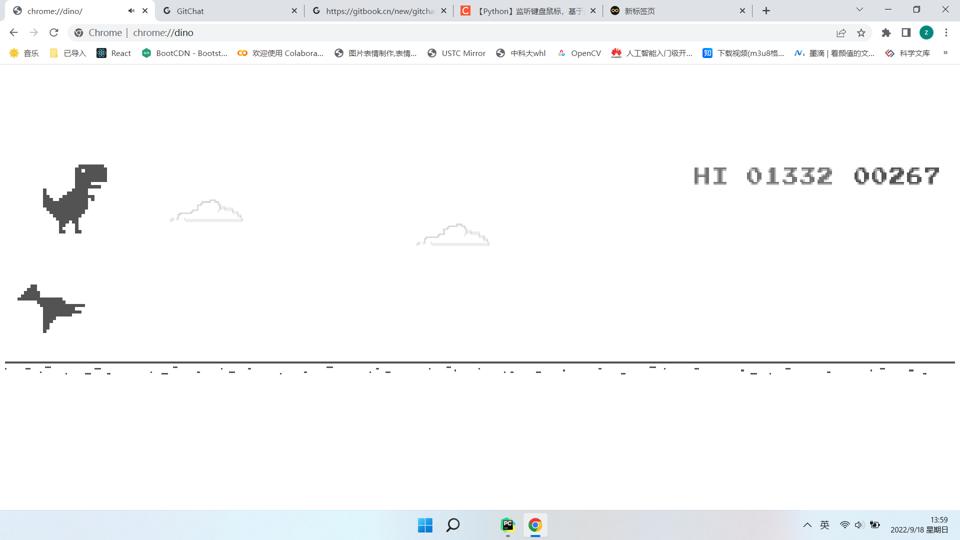 chrome://dino/
GitChat
https://gitbook.cn/new/gitcha
【Python】监听键盘鼠标，基于
新标签页
Chrome | chrome://dino
音乐
已导入
React
BootCDN - Bootst...
欢迎使用 Colabora...
图片表情制作,表情...
USTC Mirror
中科大whl
OpenCV
人工智能入门极开...
下载视频(m3u8格...
墨滴 | 看颜值的文...
科学文库
»
HI 01332 00267
英
13:59
2022/9/18 星期日